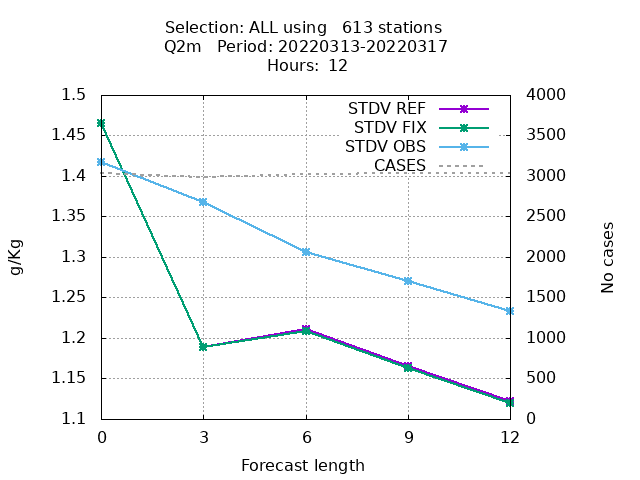 Selection: ALL using   613 stations
Q2m   Period: 20220313-20220317
Hours:  12
STDV REF
STDV FIX
STDV OBS
CASES
1.5
1.45
1.4
1.35
1.3
1.25
1.2
1.15
1.1
4000
3500
3000
2500
2000
1500
1000
500
0
g/Kg
No cases
0 3 6 9 12
Forecast length